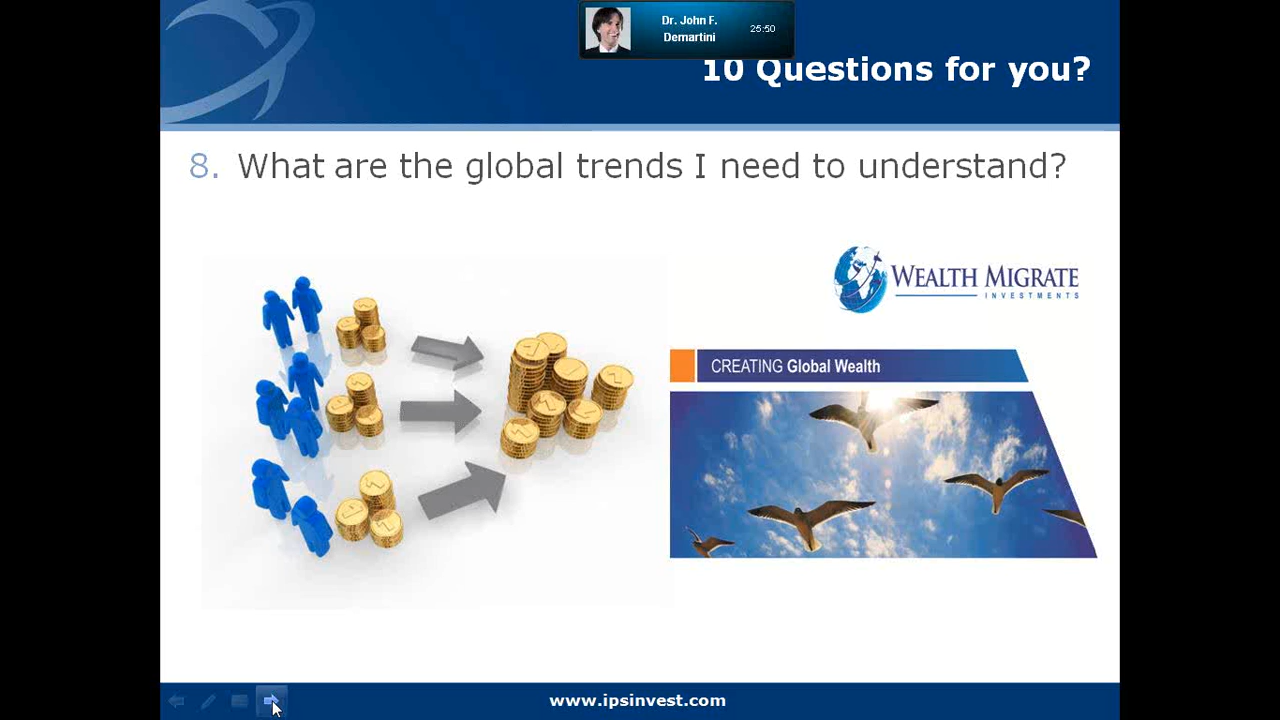 Dr. John F.
Demartini
25:50
10 Questions for you?
8. What are the global trends I need to understand?
WEALTH MIGRATE
INVESTMENTS
CREATING Global Wealth
www.ipsinvest.com